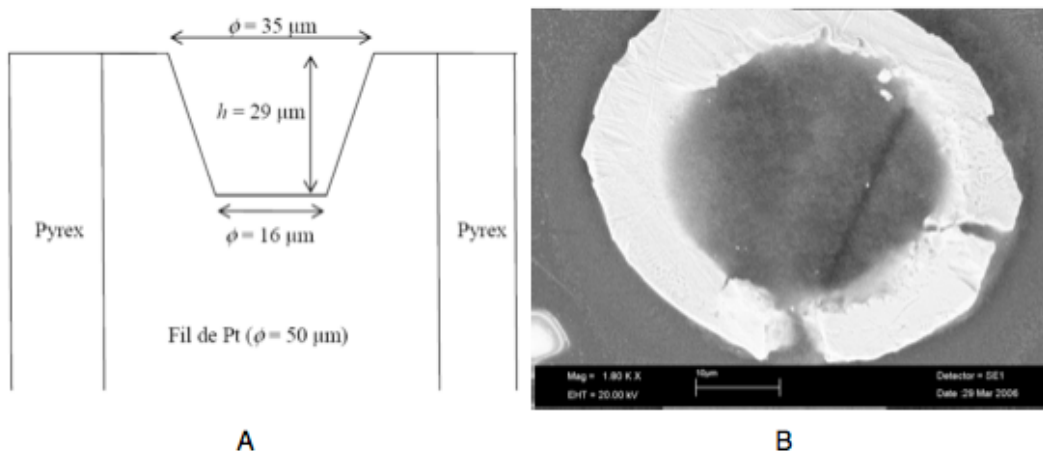 ϕ = 35 µm
h = 29 µm
Pyrex
ϕ = 16 µm
Pyrex
Fil de Pt (ϕ = 50 µm)
A
Mag = 1.80 K X
10µm
Detector = SE1
EHT = 20.00 kV
Date :29 Mar 2006
B